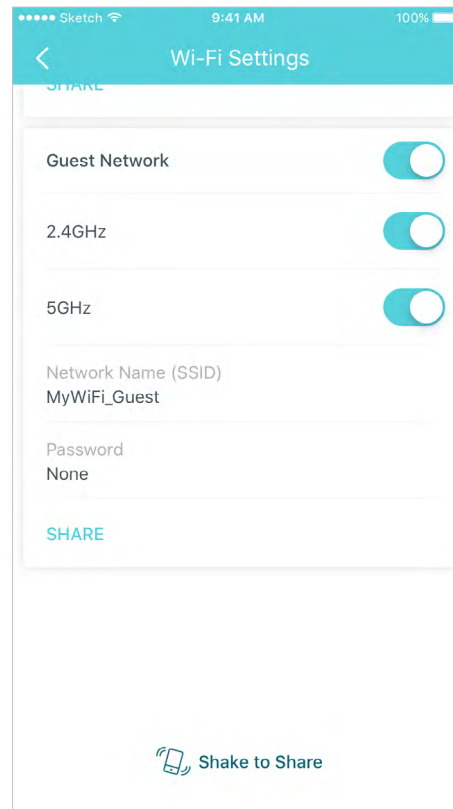 Sketch 9:41 AM 100%
Wi-Fi Settings
SHARE
Guest Network
2.4GHz
5GHz
Network Name (SSID)
MyWiFi_Guest
Password
None
SHARE
Shake to Share